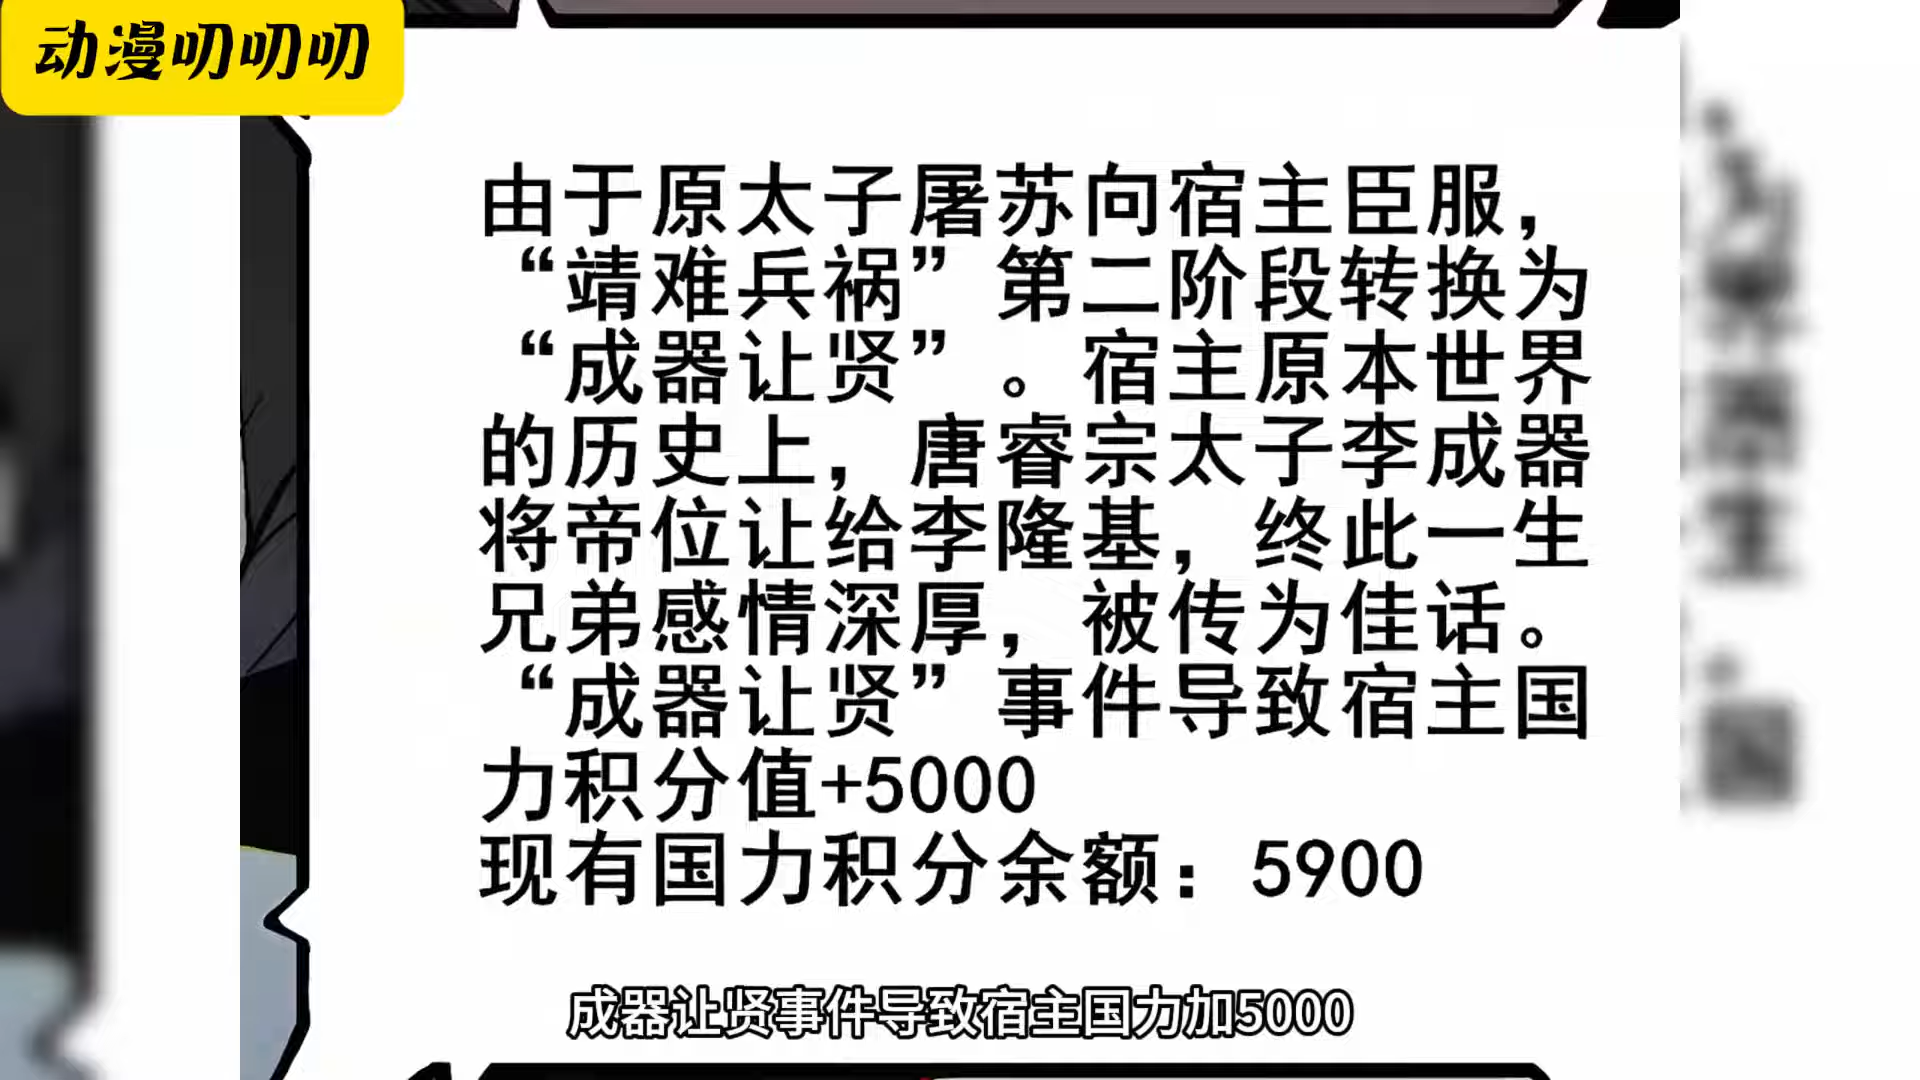 动漫叨叨叨
由于原太子屠苏向宿主臣服，
“靖难兵祸”第二阶段转换为
“成器让贤”。宿主原本世界
的历史上，唐睿宗太子李成器
将帝位让给李隆基，终此一生
兄弟感情深厚，被传为佳话。
“成器让贤”事件导致宿主国
力积分值+5000
现有国力积分余额：5900
成器让贤事件导致宿主国力加5000